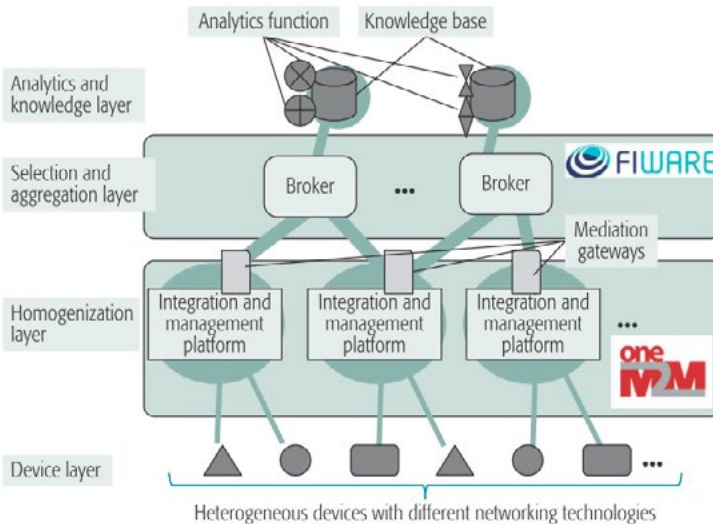 Analytics function
Knowledge base
Analytics and
knowledge layer
Selection and
aggregation layer
Broker
...
Broker
FIWARE
Mediation
gateways
Homogenization
layer
Integration and
management
platform
Integration and
management
platform
Integration and
management
platform
...
one
M2M
Device layer
...
Heterogeneous devices with different networking technologies